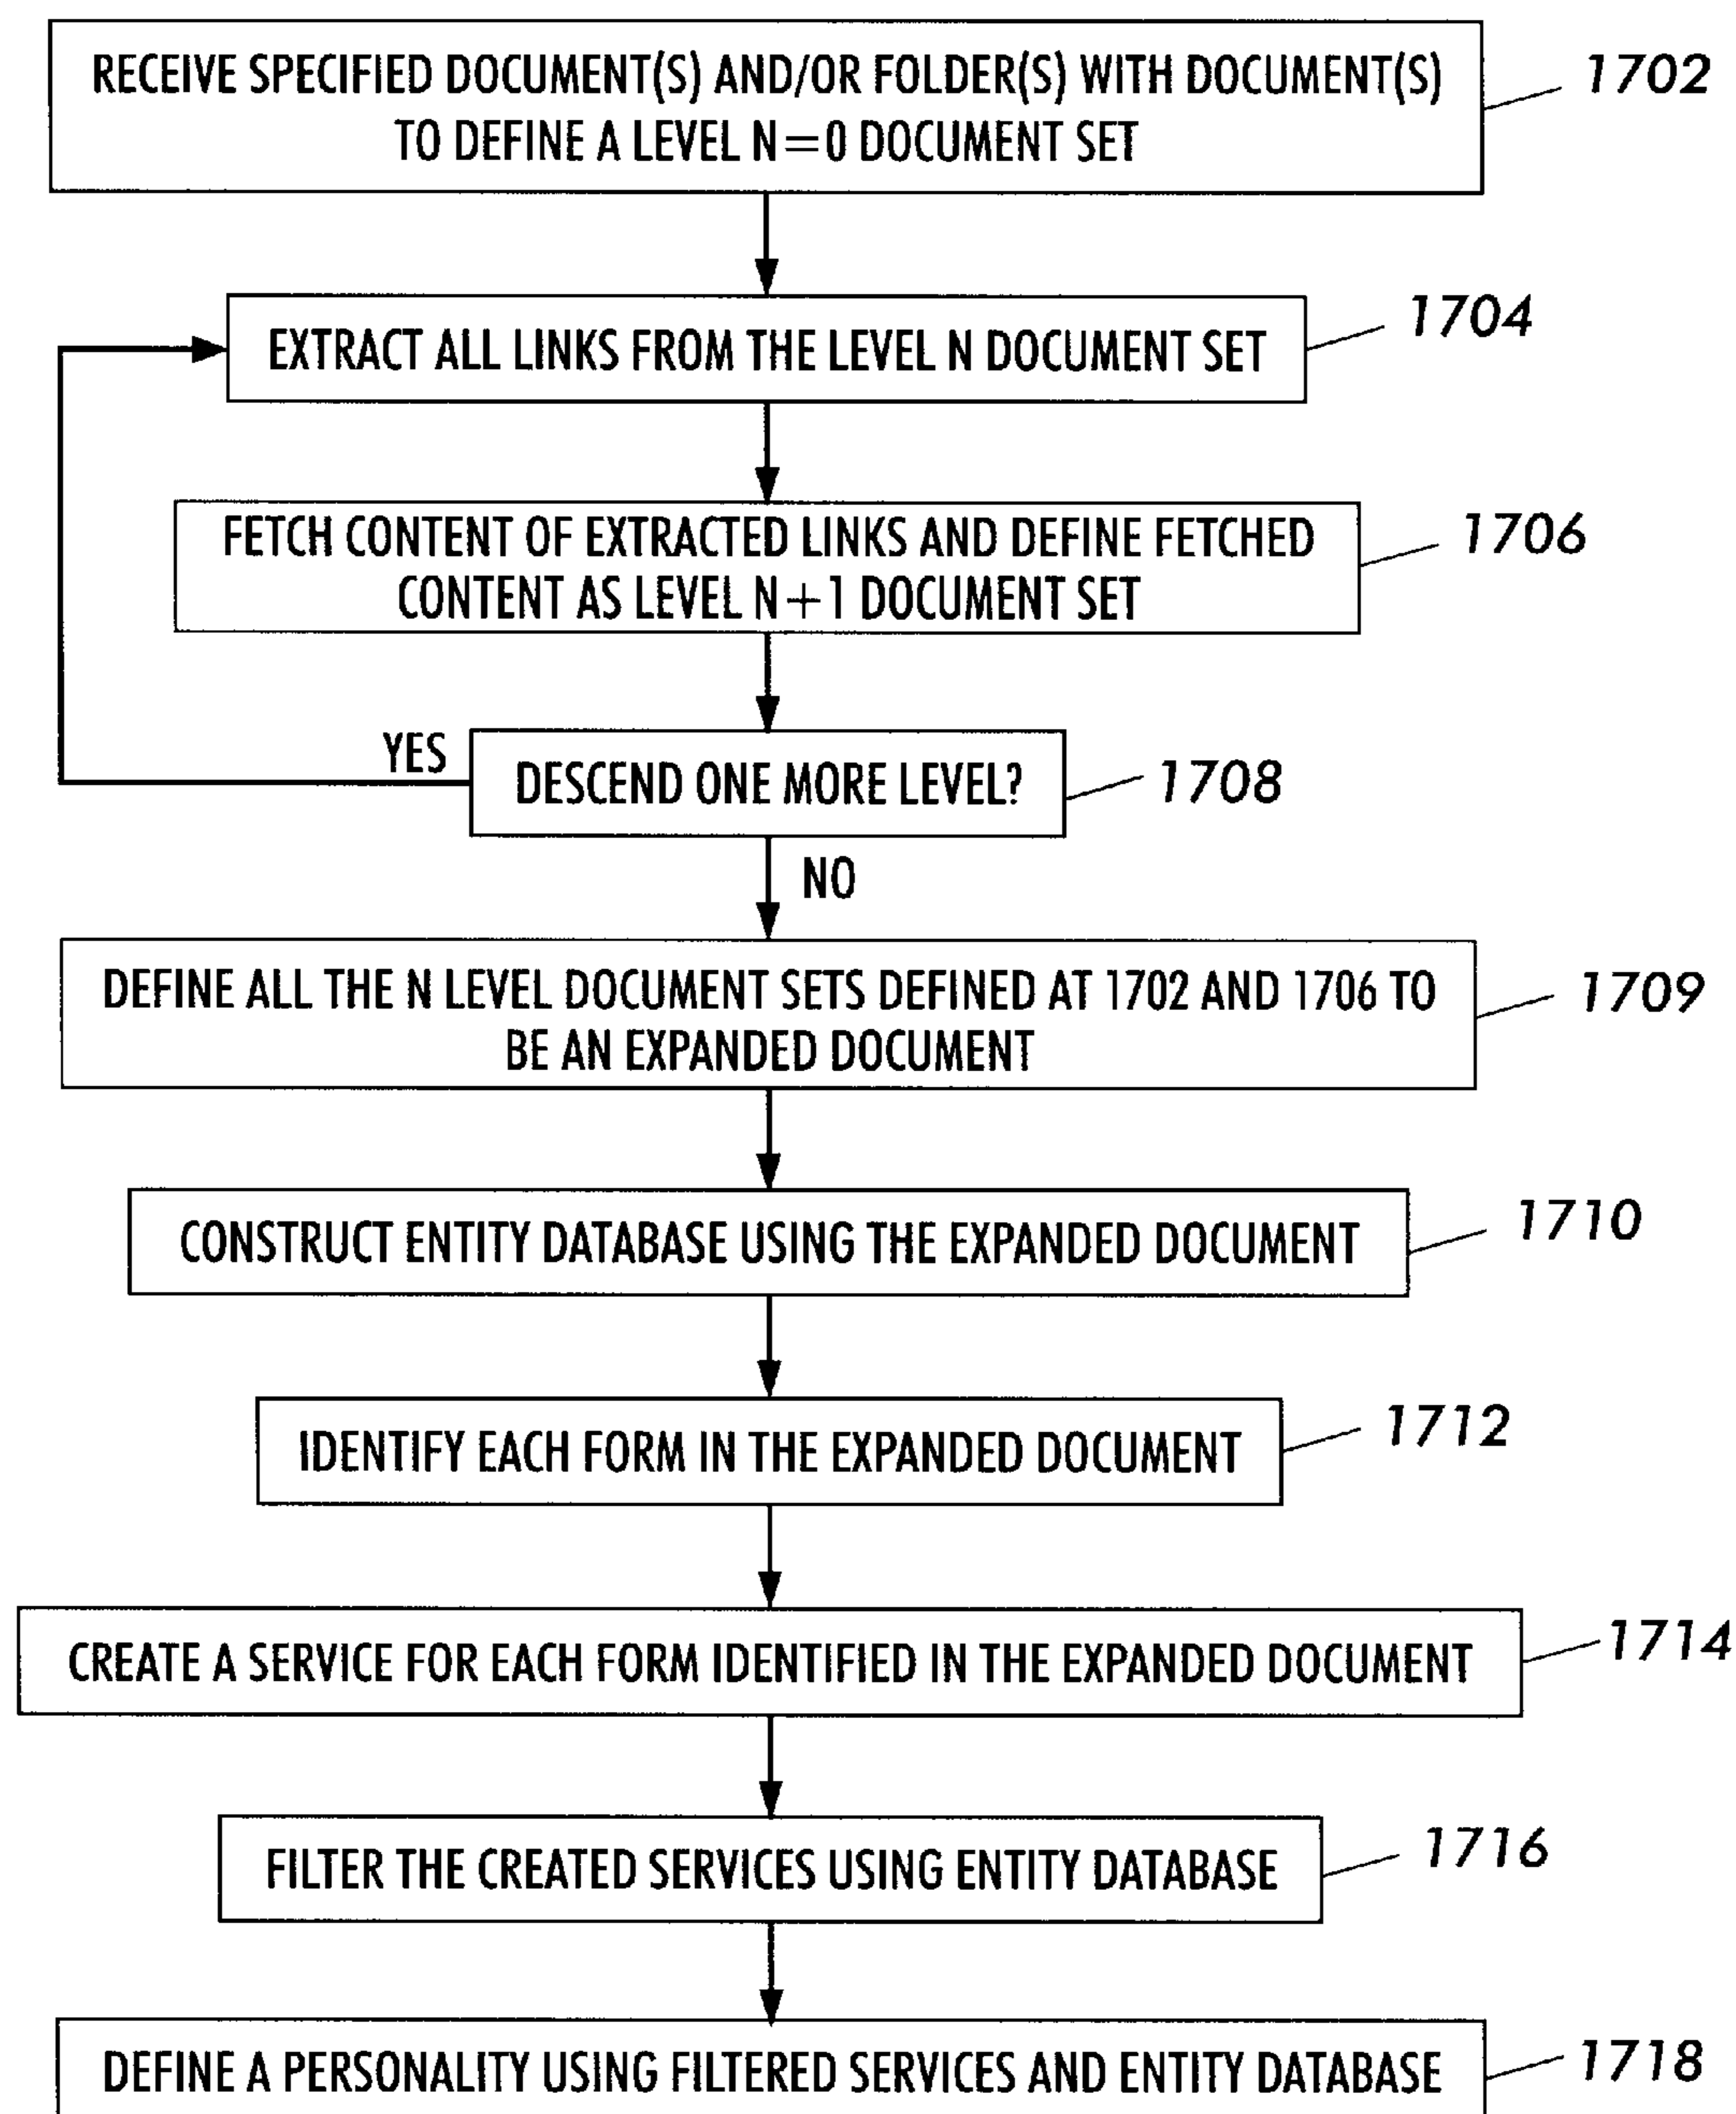 RECEIVE SPECIFIED DOCUMENT(S) AND/OR FOLDER(S) WITH DOCUMENT(S)
TO DEFINE A LEVEL N=0 DOCUMENT SET
1702
EXTRACT ALL LINKS FROM THE LEVEL N DOCUMENT SET
1704
FETCH CONTENT OF EXTRACTED LINKS AND DEFINE FETCHED
CONTENT AS LEVEL N+1 DOCUMENT SET
1706
YES
DESCEND ONE MORE LEVEL?
1708
NO
DEFINE ALL THE N LEVEL DOCUMENT SETS DEFINED AT 1702 AND 1706 TO
BE AN EXPANDED DOCUMENT
1709
CONSTRUCT ENTITY DATABASE USING THE EXPANDED DOCUMENT
1710
IDENTIFY EACH FORM IN THE EXPANDED DOCUMENT
1712
CREATE A SERVICE FOR EACH FORM IDENTIFIED IN THE EXPANDED DOCUMENT
1714
FILTER THE CREATED SERVICES USING ENTITY DATABASE
1716
DEFINE A PERSONALITY USING FILTERED SERVICES AND ENTITY DATABASE
1718